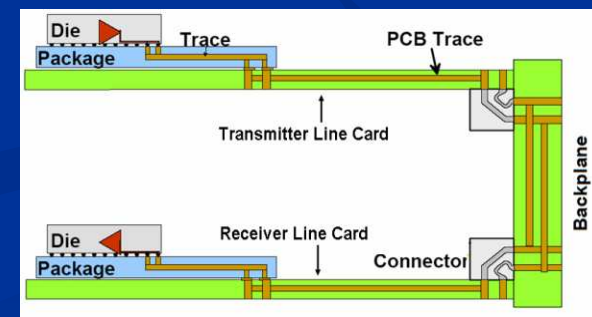 Die
Trace
PCB Trace
Package
Transmitter Line Card
Backplane
Die
Receiver Line Card
Package
Connector